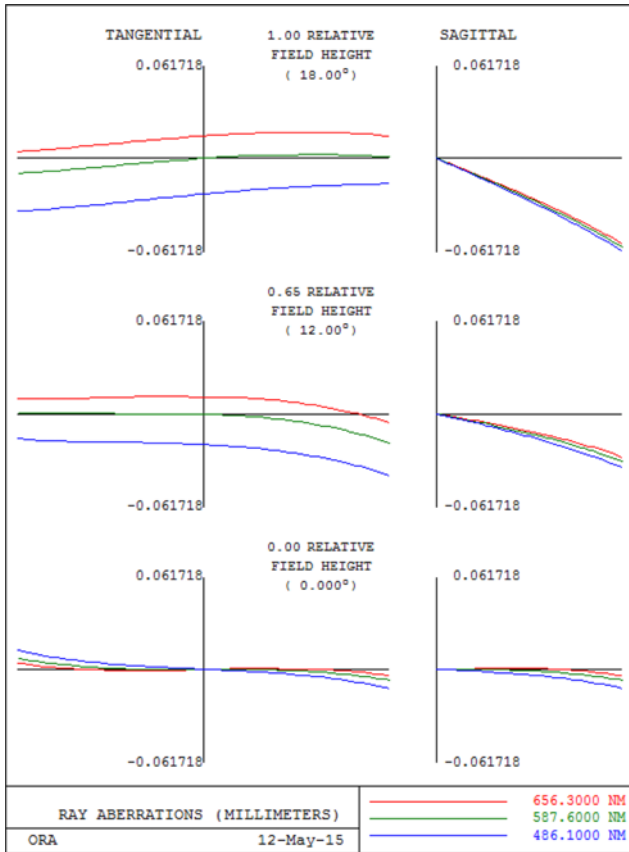 TANGENTIAL 1.00 RELATIVE SAGITTAL
FIELD HEIGHT
( 18.00°)
0.061718 0.061718
-0.061718 -0.061718
0.65 RELATIVE
FIELD HEIGHT
( 12.00°)
0.061718 0.061718
-0.061718 -0.061718
0.00 RELATIVE
FIELD HEIGHT
( 0.000°)
0.061718 0.061718
-0.061718 -0.061718
RAY ABERRATIONS (MILLIMETERS)
ORA 12-May-15
656.3000 NM
587.6000 NM
486.1000 NM